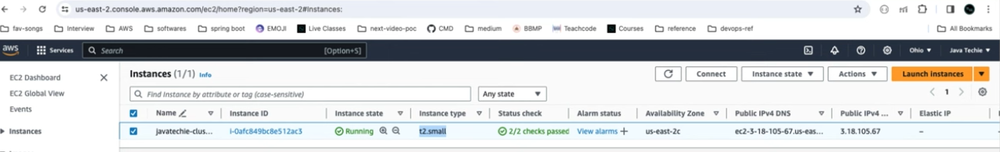 us-east-2.console.aws.amazon.com/ec2/home?region=us-east-2#Instances:
fav-songs Interview AWS softwares spring boot EMOJI Live Classes next-video-poc CMD medium BBMP Teachcode Courses reference devops-ref All Bookmarks
aws Services Search [Option+S] Ohio Java Techie
EC2 Dashboard
EC2 Global View
Events
Instances
Instances (1/1) Info Connect Instance state Actions Launch instances
Find Instance by attribute or tag (case-sensitive) Any state 1
Name Instance ID Instance state Instance type Status check Alarm status Availability Zone Public IPv4 DNS Public IPv4 ... Elastic IP
javatechie-clus... i-0afc849bc8e512ac3 Running t2.small 2/2 checks passed View alarms + us-east-2c ec2-3-18-105-67.us-eas... 3.18.105.67 –